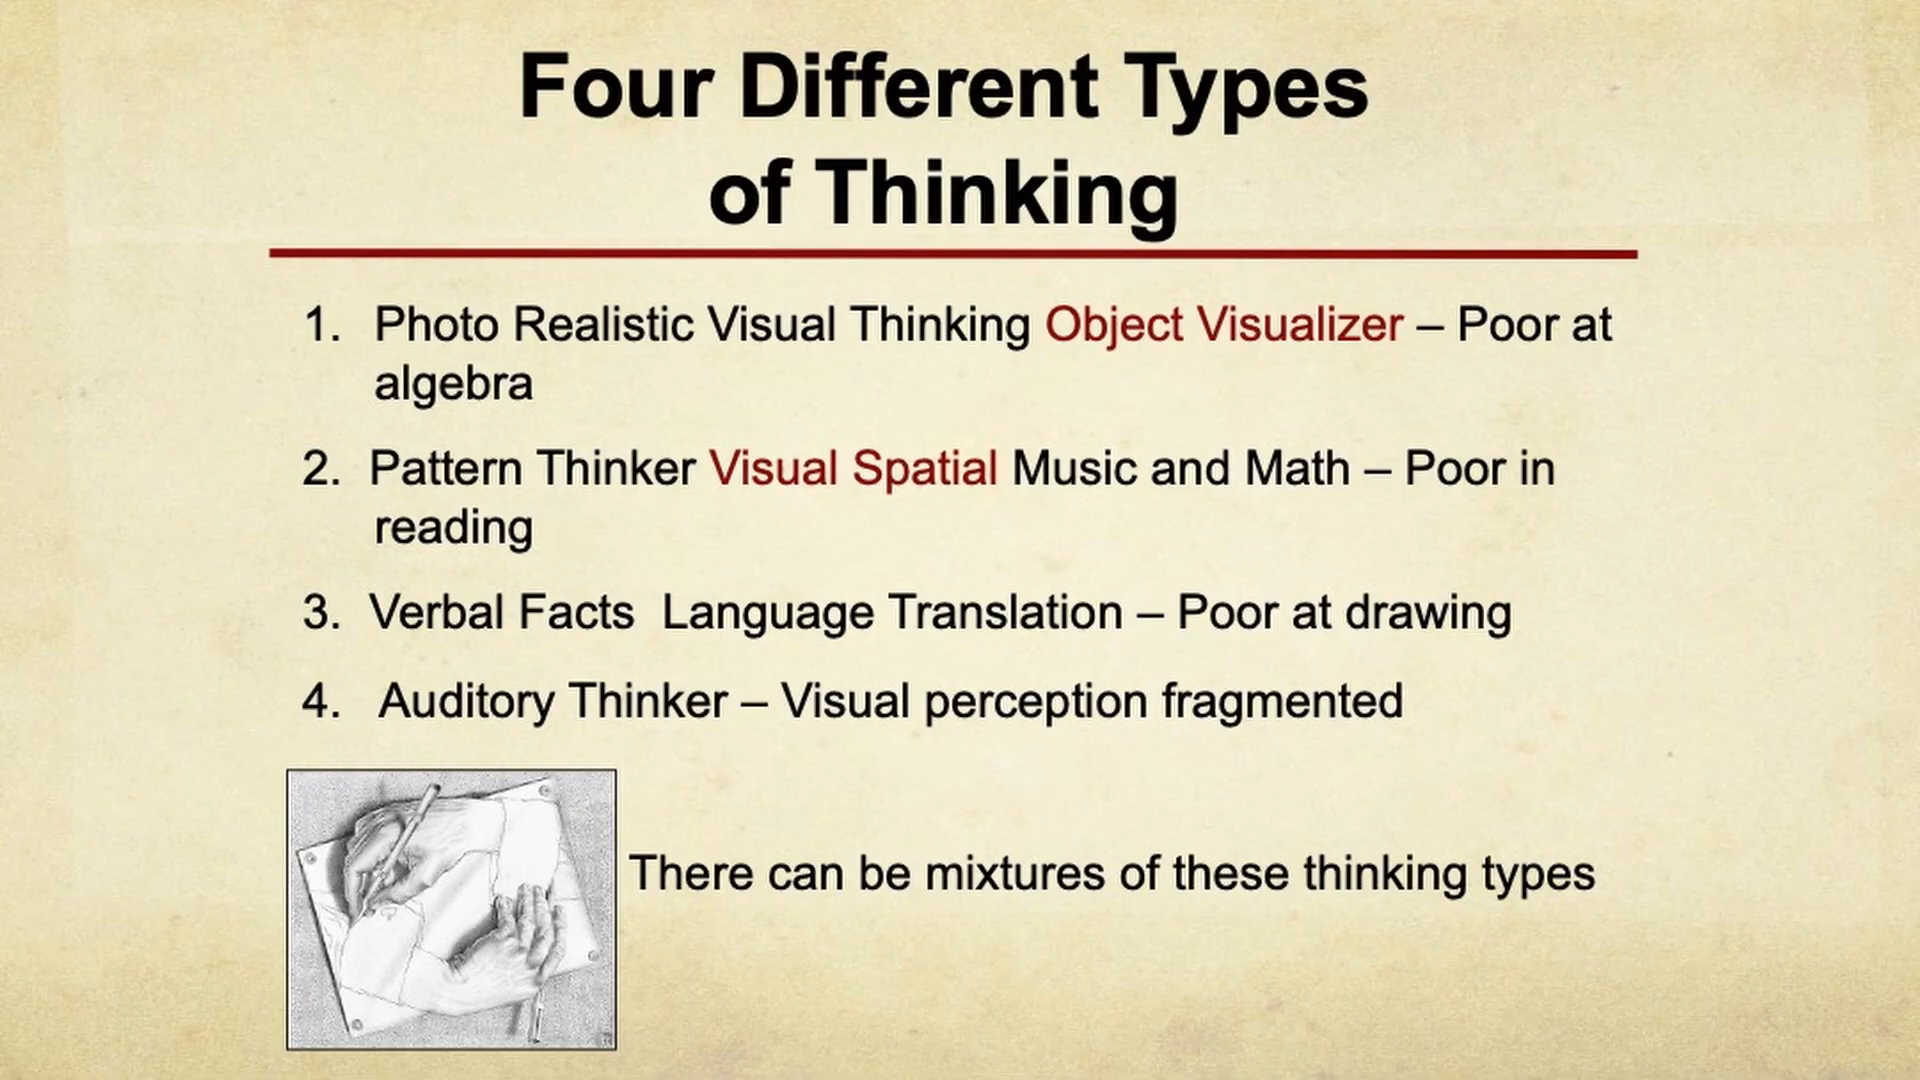 Four Different Types
of Thinking
1. Photo Realistic Visual Thinking Object Visualizer – Poor at
algebra
2. Pattern Thinker Visual Spatial Music and Math – Poor in
reading
3. Verbal Facts  Language Translation – Poor at drawing
4. Auditory Thinker – Visual perception fragmented
There can be mixtures of these thinking types